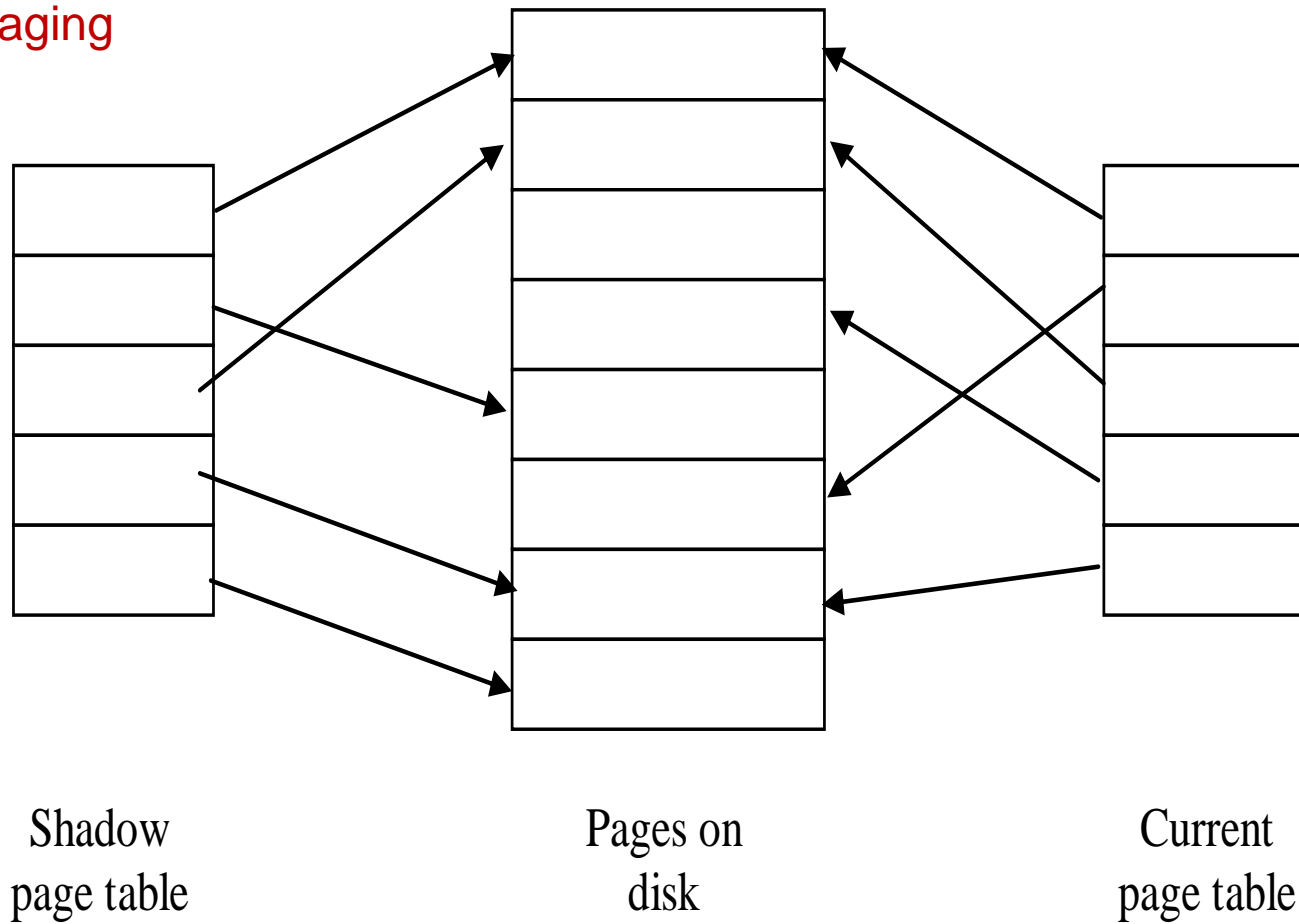 aging
Shadow
page table
Pages on
disk
Current
page table